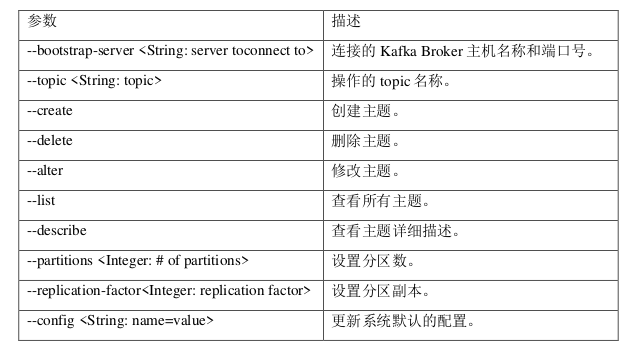 参数 描述
--bootstrap-server <String: server toconnect to> 连接的 Kafka Broker 主机名称和端口号。
--topic <String: topic> 操作的 topic 名称。
--create 创建主题。
--delete 删除主题。
--alter 修改主题。
--list 查看所有主题。
--describe 查看主题详细描述。
--partitions <Integer: # of partitions> 设置分区数。
--replication-factor<Integer: replication factor> 设置分区副本。
--config <String: name=value> 更新系统默认的配置。